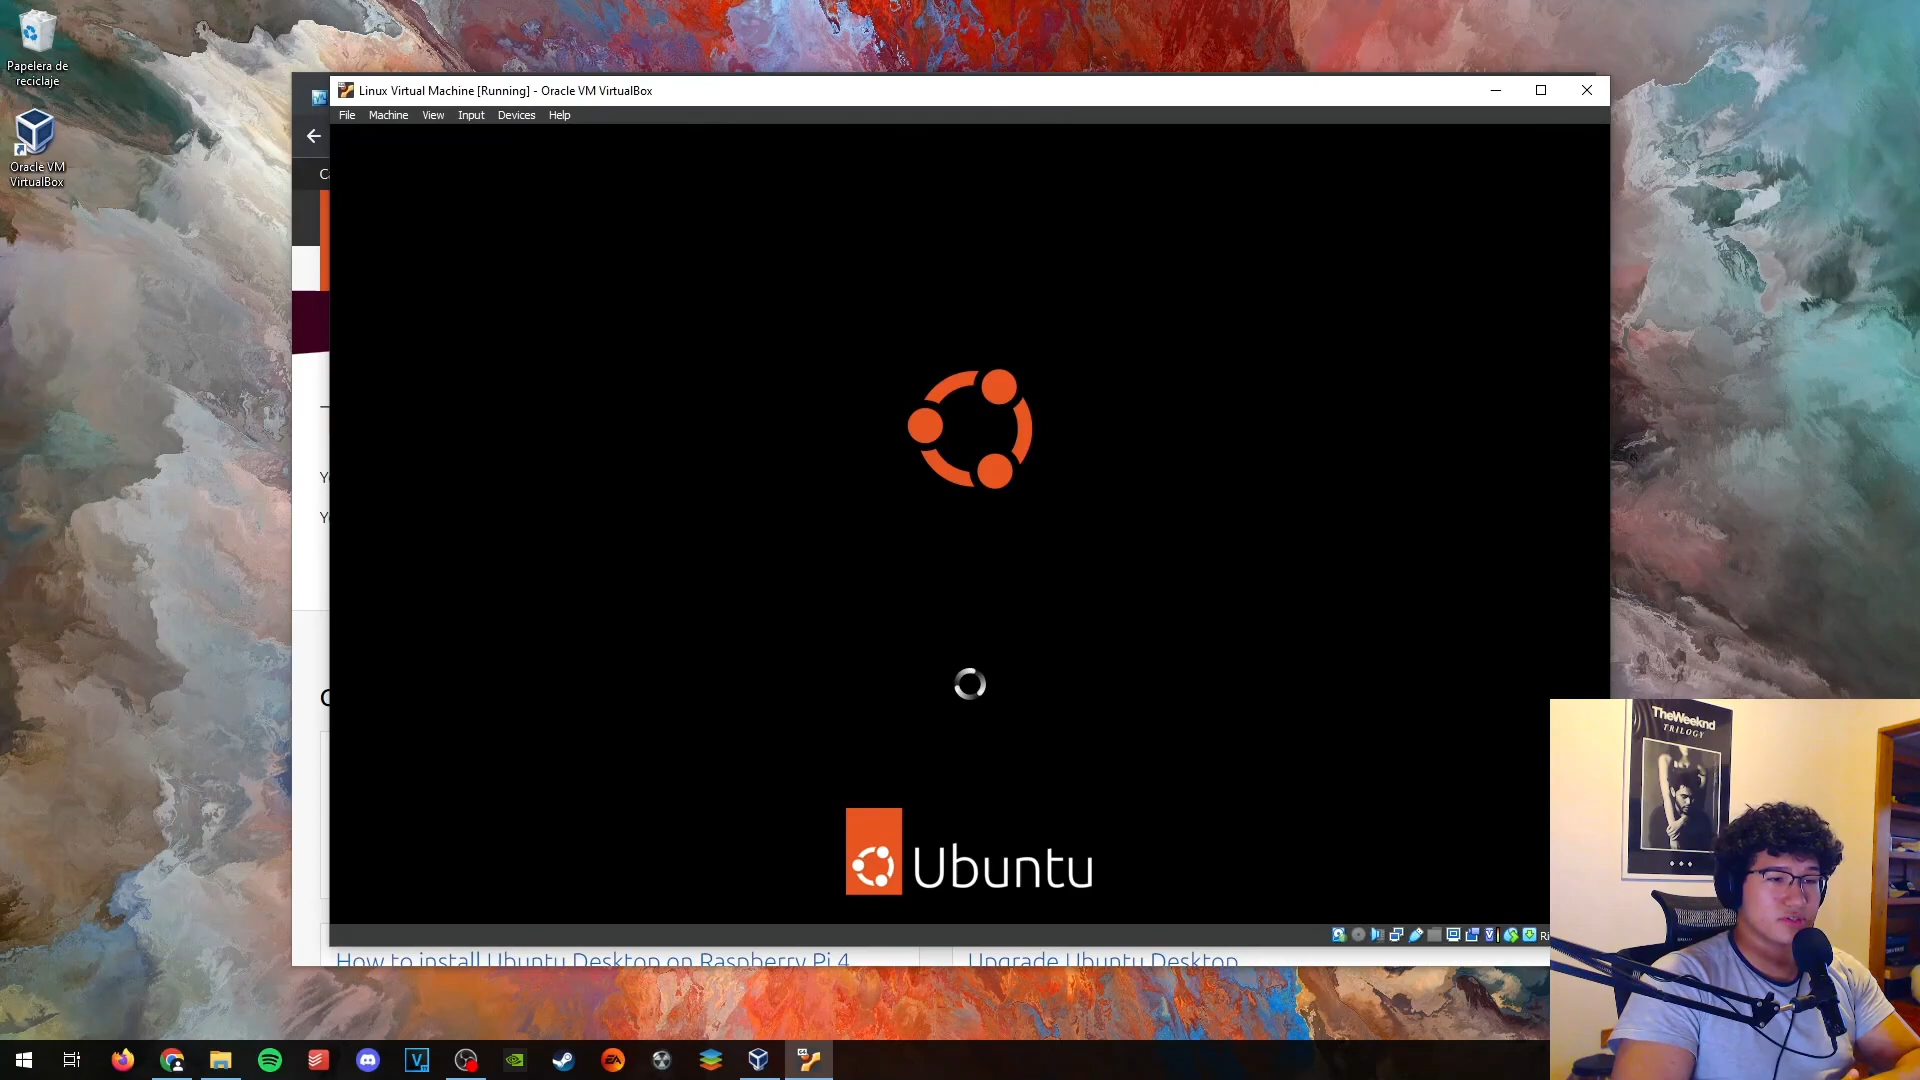 Papelera de
reciclaje
Oracle VM
VirtualBox
Linux Virtual Machine [Running] - Oracle VM VirtualBox
File Machine View Input Devices Help
Ubuntu
How to install Ubuntu Desktop on Raspberry Pi 4
Upgrade Ubuntu Desktop
TheWeeknd
TRILOGY
EA